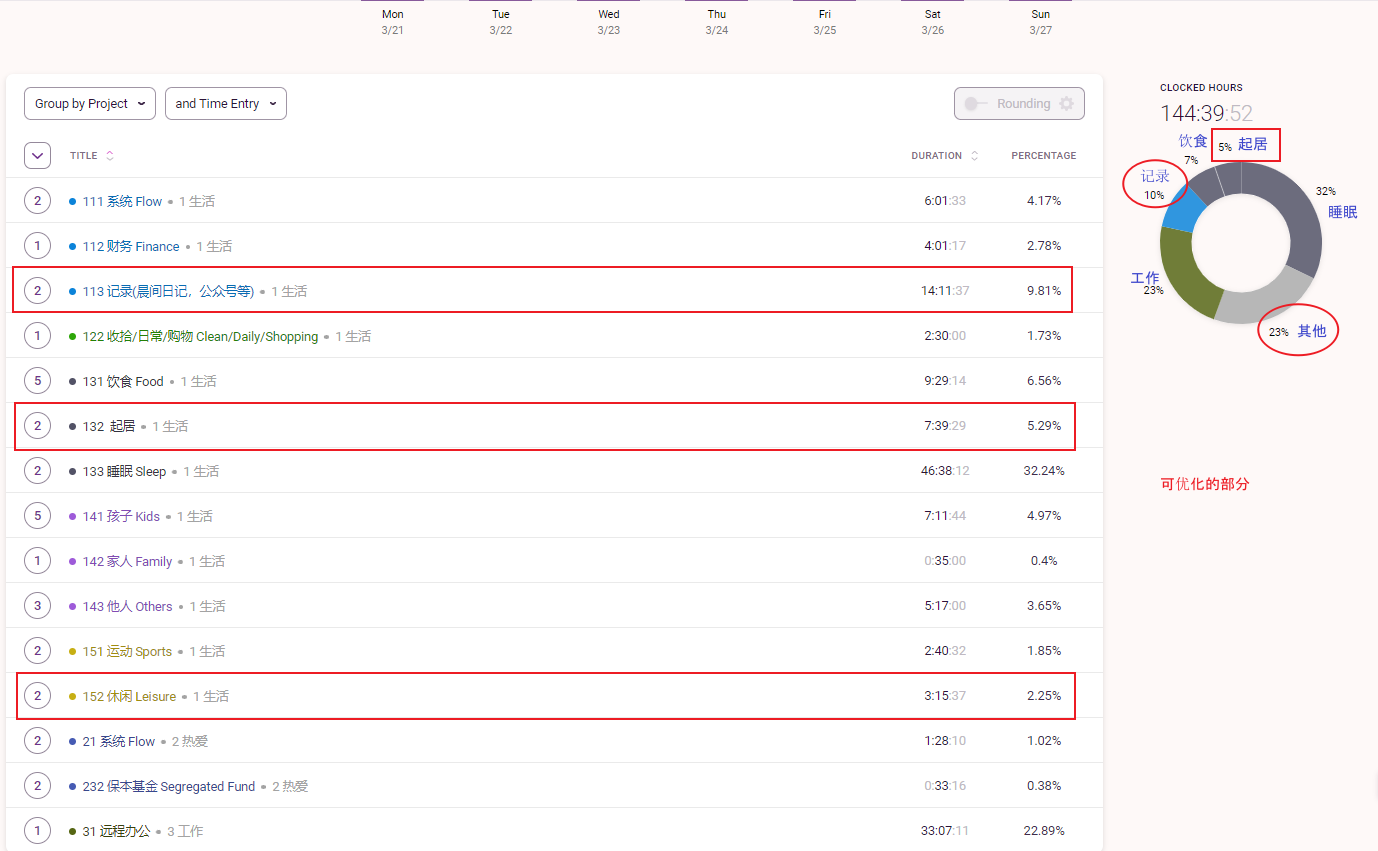 Mon Tue Wed Thu Fri Sat Sun
3/21 3/22 3/23 3/24 3/25 3/26 3/27
Group by Project and Time Entry Rounding
TITLE DURATION PERCENTAGE
2 111 系统 Flow • 1 生活 6:01:33 4.17%
1 112 财务 Finance • 1 生活 4:01:17 2.78%
2 113 记录(晨间日记，公众号等) • 1 生活 14:11:37 9.81%
1 122 收拾/日常/购物 Clean/Daily/Shopping • 1 生活 2:30:00 1.73%
5 131 饮食 Food • 1 生活 9:29:14 6.56%
2 132 起居 • 1 生活 7:39:29 5.29%
2 133 睡眠 Sleep • 1 生活 46:38:12 32.24%
5 141 孩子 Kids • 1 生活 7:11:44 4.97%
1 142 家人 Family • 1 生活 0:35:00 0.4%
3 143 他人 Others • 1 生活 5:17:00 3.65%
2 151 运动 Sports • 1 生活 2:40:32 1.85%
2 152 休闲 Leisure • 1 生活 3:15:37 2.25%
2 21 系统 Flow • 2 热爱 1:28:10 1.02%
2 232 保本基金 Segregated Fund • 2 热爱 0:33:16 0.38%
1 31 远程办公 • 3 工作 33:07:11 22.89%
CLOCKED HOURS
144:39:52
饮食 7%
5% 起居
记录
10%
32%
睡眠
工作
23%
23% 其他
可优化的部分